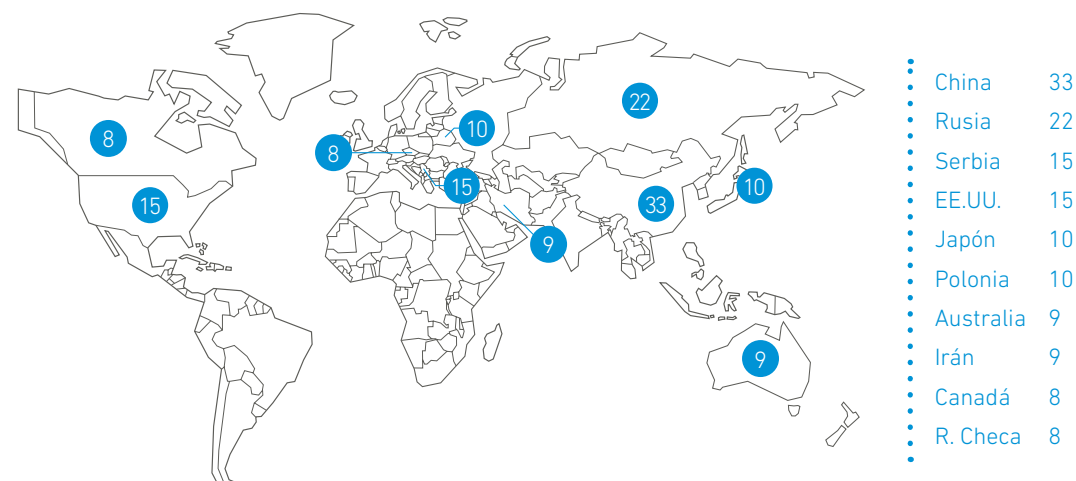 8
15
8
10
15
9
22
33
10
9
China 33
Rusia 22
Serbia 15
EE.UU. 15
Japón 10
Polonia 10
Australia 9
Irán 9
Canadá 8
R. Checa 8